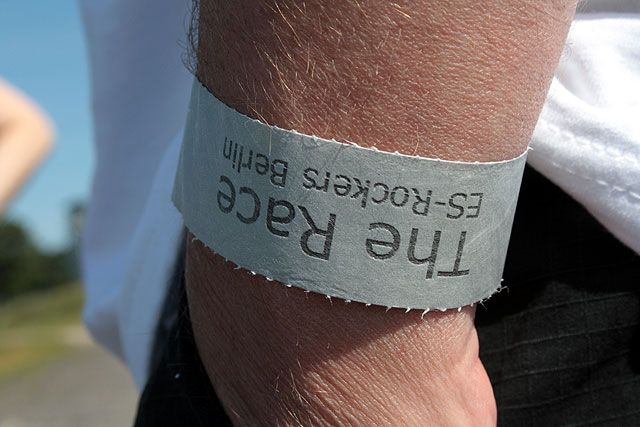 The Race
ES-Rockers Berlin